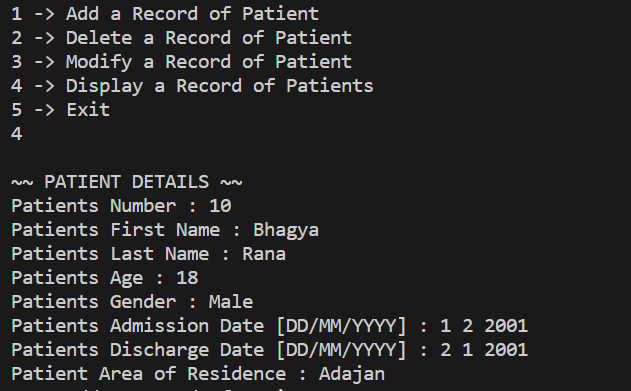 1 -> Add a Record of Patient
2 -> Delete a Record of Patient
3 -> Modify a Record of Patient
4 -> Display a Record of Patients
5 -> Exit
4
~~ PATIENT DETAILS ~~
Patients Number : 10
Patients First Name : Bhagya
Patients Last Name : Rana
Patients Age : 18
Patients Gender : Male
Patients Admission Date [DD/MM/YYYY] : 1 2 2001
Patients Discharge Date [DD/MM/YYYY] : 2 1 2001
Patient Area of Residence : Adajan